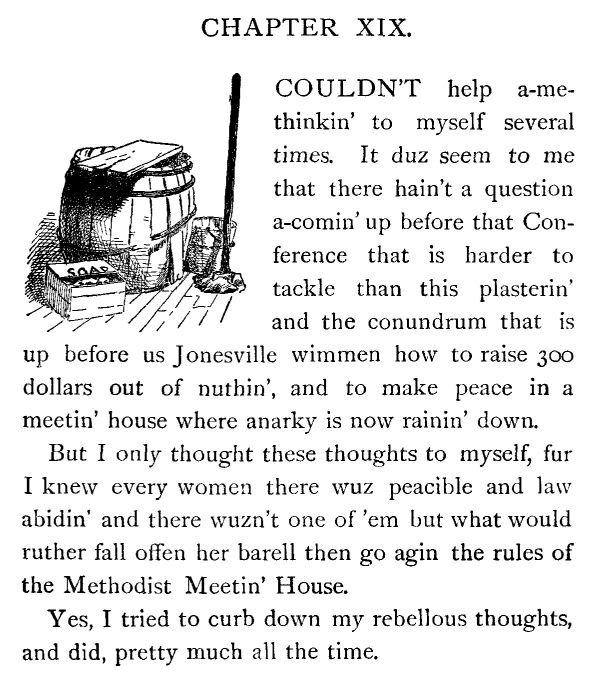 CHAPTER XIX.
COULDN'T help a-me-
thinkin' to myself several
times. It duz seem to me
that there hain't a question
a-comin' up before that Con-
ference that is harder to
tackle than this plasterin'
and the conundrum that is
up before us Jonesville wimmen how to raise 300
dollars out of nuthin', and to make peace in a
meetin' house where anarky is now rainin' down.
But I only thought these thoughts to myself, fur
I knew every women there wuz peacible and law
abidin' and there wuzn't one of 'em but what would
ruther fall offen her barell then go agin the rules of
the Methodist Meetin' House.
Yes, I tried to curb down my rebellous thoughts,
and did, pretty much all the time.
SOAP